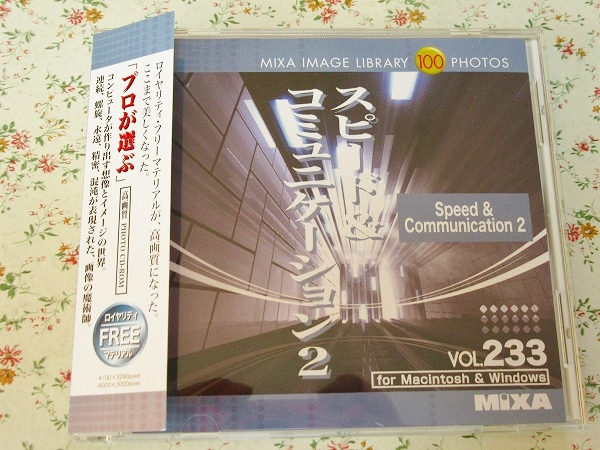 ロイヤリティ・フリーマテリアルが、高画質になった。
ここまで美しくなった。
「プロが選ぶ」
高画質 PHOTO CD-ROM
コンピュータが作り出す想像とイメージの世界。
連続、螺旋、永遠、精密、混沌が表現された、画像の魔術師
ロイヤリティ
FREE
マテリアル
4100×3280pixel
4000×3000pixel
MIXA IMAGE LIBRARY 100 PHOTOS
スピード&
コミュニケーション2
Speed &
Communication 2
VOL.233
for Macintosh & Windows
MIXA